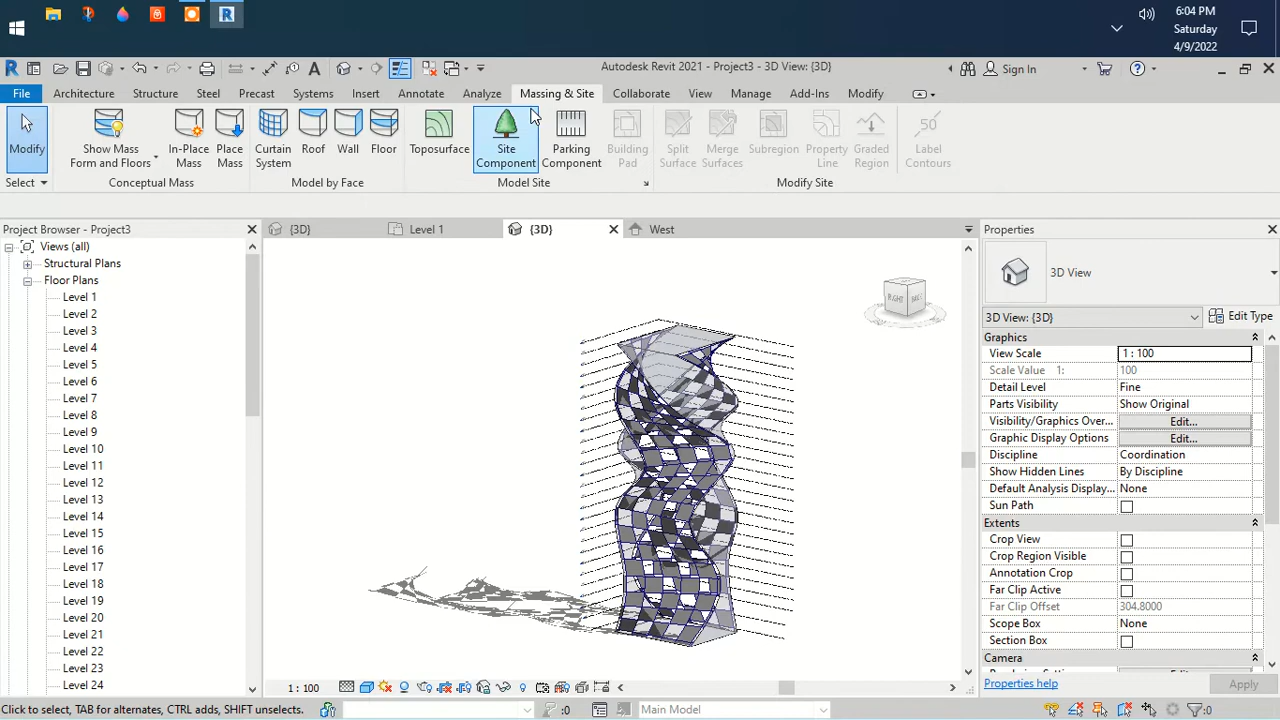 6:04 PM
Saturday
4/9/2022
Autodesk Revit 2021 - Project3 - 3D View: {3D}
Sign In
File Architecture Structure Steel Precast Systems Insert Annotate Analyze Massing & Site Collaborate View Manage Add-Ins Modify
Modify
Show Mass
Form and Floors
In-Place
Mass
Place
Mass
Curtain
System
Roof
Wall
Floor
Toposurface
Site
Component
Parking
Component
Building
Pad
Split
Surface
Merge
Surfaces
Subregion
Property
Line
Graded
Region
50
Label
Contours
Select
Conceptual Mass
Model by Face
Model Site
Modify Site
Project Browser - Project3
Views (all)
Structural Plans
Floor Plans
Level 1
Level 2
Level 3
Level 4
Level 5
Level 6
Level 7
Level 8
Level 9
Level 10
Level 11
Level 12
Level 13
Level 14
Level 15
Level 16
Level 17
Level 18
Level 19
Level 20
Level 21
Level 22
Level 23
Level 24
{3D}
Level 1
{3D}
West
RIGHT
BACK
Properties
3D View
3D View: {3D}
Edit Type
Graphics
View Scale 1 : 100
Scale Value 1: 100
Detail Level Fine
Parts Visibility Show Original
Visibility/Graphics Over... Edit...
Graphic Display Options Edit...
Discipline Coordination
Show Hidden Lines By Discipline
Default Analysis Display... None
Sun Path
Extents
Crop View
Crop Region Visible
Annotation Crop
Far Clip Active
Far Clip Offset 304.8000
Scope Box None
Section Box
Camera
Properties help
Apply
1 : 100
Click to select, TAB for alternates, CTRL adds, SHIFT unselects.
:0
Main Model
:0